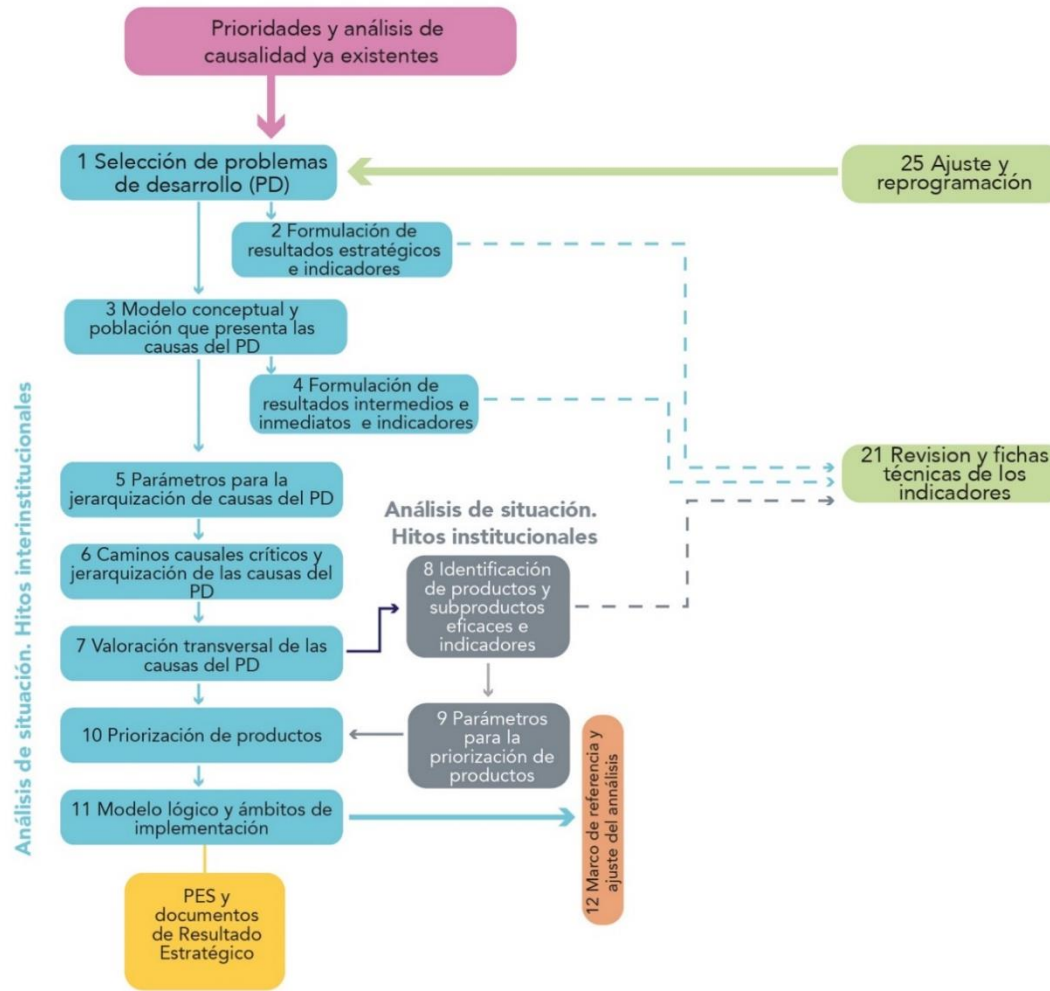 Prioridades y análisis de
causalidad ya existentes
1 Selección de problemas
de desarrollo (PD)
25 Ajuste y
reprogramación
2 Formulación de
resultados estratégicos
e indicadores
3 Modelo conceptual y
población que presenta las
causas del PD
4 Formulación de
resultados intermedios e
inmediatos e indicadores
21 Revision y fichas
técnicas de los
indicadores
5 Parámetros para la
jerarquización de causas del PD
Análisis de situación.
Hitos institucionales
6 Caminos causales críticos y
jerarquización de las causas del
PD
8 Identificación
de productos y
subproductos
eficaces e
indicadores
7 Valoración transversal de las
causas del PD
9 Parámetros
para la
priorización de
productos
10 Priorización de productos
11 Modelo lógico y ámbitos de
implementación
12 Marco de referencia y
ajuste del annálisis
PES y
documentos
de Resultado
Estratégico
Análisis de situación. Hitos interinstitucionales